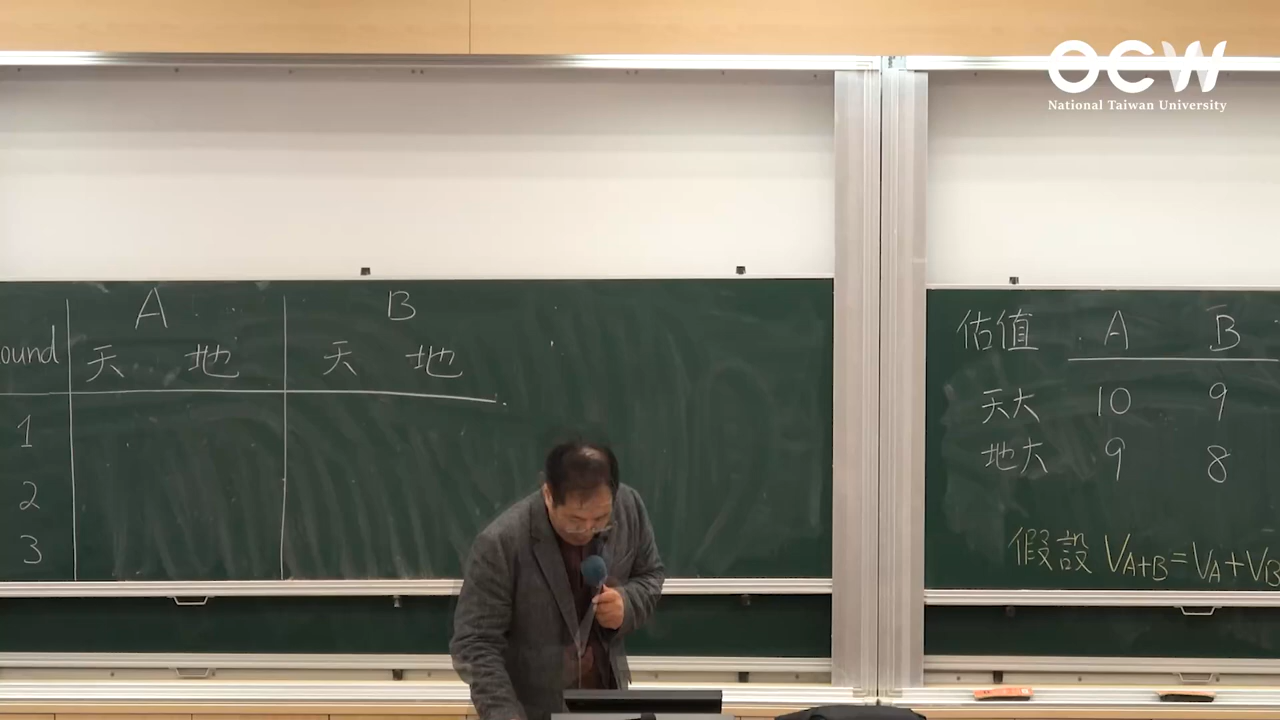 OCW
National Taiwan University
A B
ound 天 地 天 地
1
2
3
估值 A B
天大 10 9
地大 9 8
假設 VA+B=VA+VB